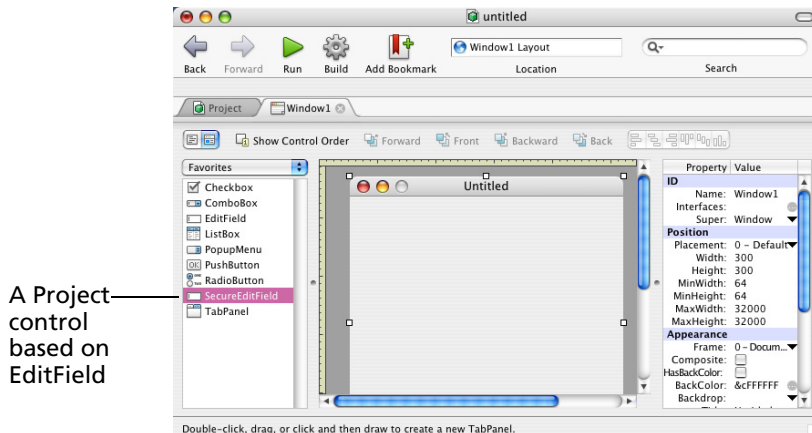 untitled
Back Forward Run Build Add Bookmark Location Search
Window1 Layout
Project Window1
Show Control Order Forward Front Backward Back
Favorites
Checkbox
ComboBox
EditField
ListBox
PopupMenu
PushButton
RadioButton
SecureEditField
TabPanel
A Project
control
based on
EditField
Untitled
Property Value
ID
Name: Window1
Interfaces:
Super: Window
Position
Placement: 0 – Default
Width: 300
Height: 300
MinWidth: 64
MinHeight: 64
MaxWidth: 32000
MaxHeight: 32000
Appearance
Frame: 0 – Docum...
Composite:
HasBackColor:
BackColor: &cFFFFFF
Backdrop:
Double-click, drag, or click and then draw to create a new TabPanel.